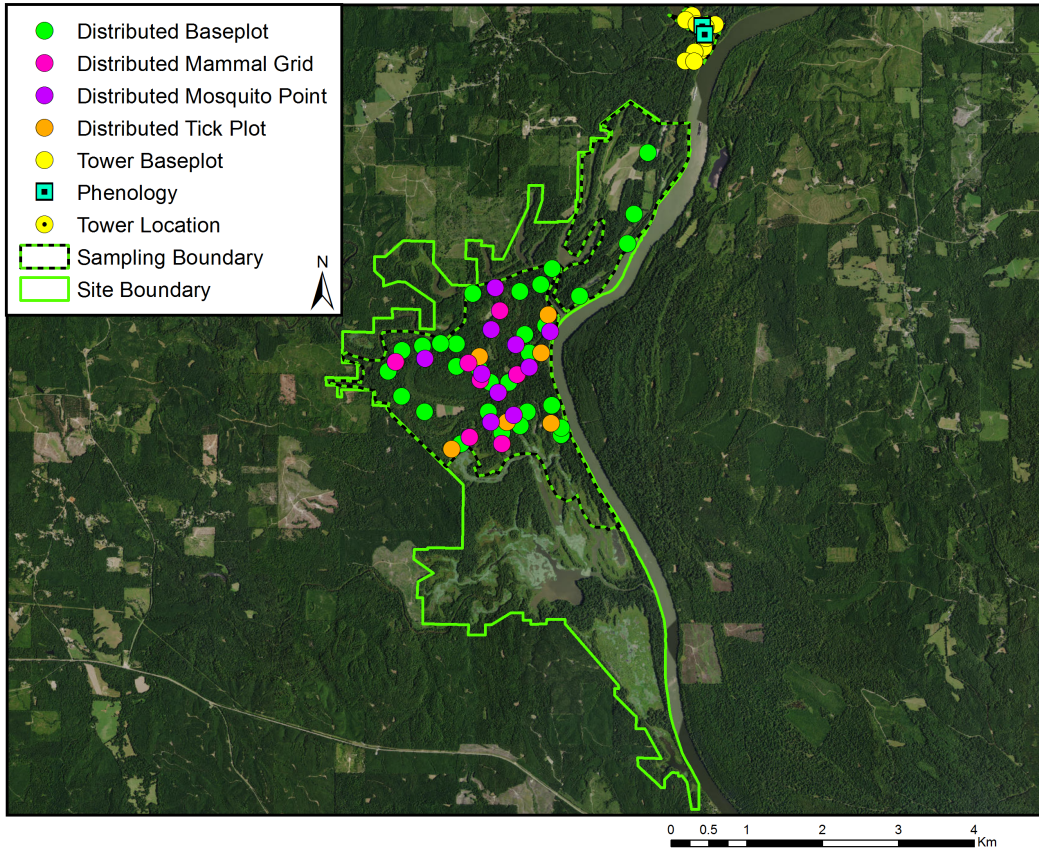 Distributed Baseplot
Distributed Mammal Grid
Distributed Mosquito Point
Distributed Tick Plot
Tower Baseplot
Phenology
Tower Location
Sampling Boundary
Site Boundary
N
0 0.5 1 2 3 4
Km